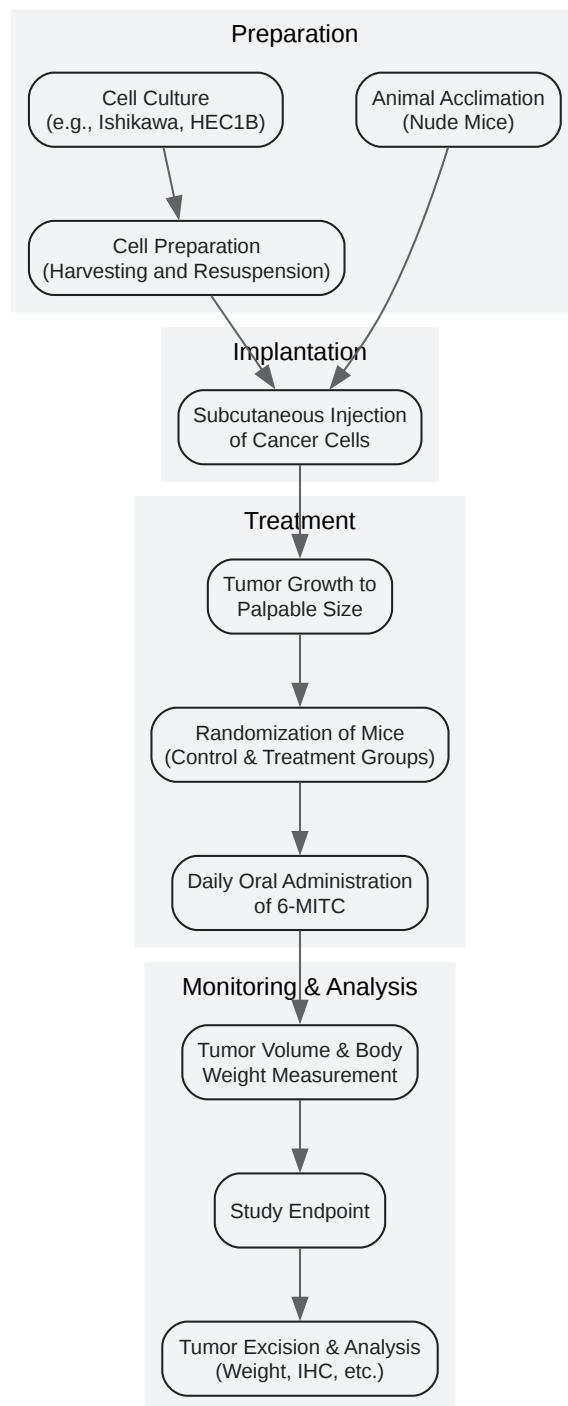 Preparation
Cell Culture
(e.g., Ishikawa, HEC1B)
Animal Acclimation
(Nude Mice)
Cell Preparation
(Harvesting and Resuspension)
Implantation
Subcutaneous Injection
of Cancer Cells
Treatment
Tumor Growth to
Palpable Size
Randomization of Mice
(Control & Treatment Groups)
Daily Oral Administration
of 6-MITC
Monitoring & Analysis
Tumor Volume & Body
Weight Measurement
Study Endpoint
Tumor Excision & Analysis
(Weight, IHC, etc.)